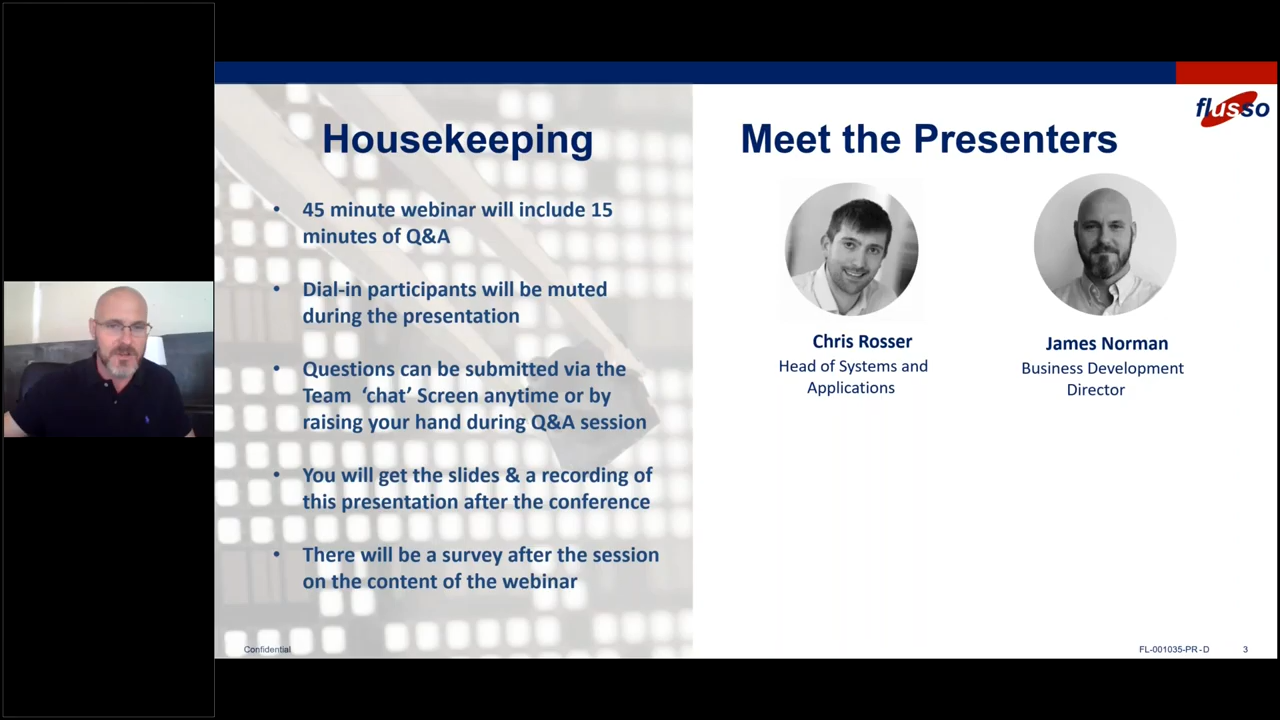 flusso
Housekeeping
• 45 minute webinar will include 15
minutes of Q&A
• Dial-in participants will be muted
during the presentation
• Questions can be submitted via the
Team ‘chat’ Screen anytime or by
raising your hand during Q&A session
• You will get the slides & a recording of
this presentation after the conference
• There will be a survey after the session
on the content of the webinar
Meet the Presenters
Chris Rosser
Head of Systems and
Applications
James Norman
Business Development
Director
Confidential
FL-001035-PR-D 3